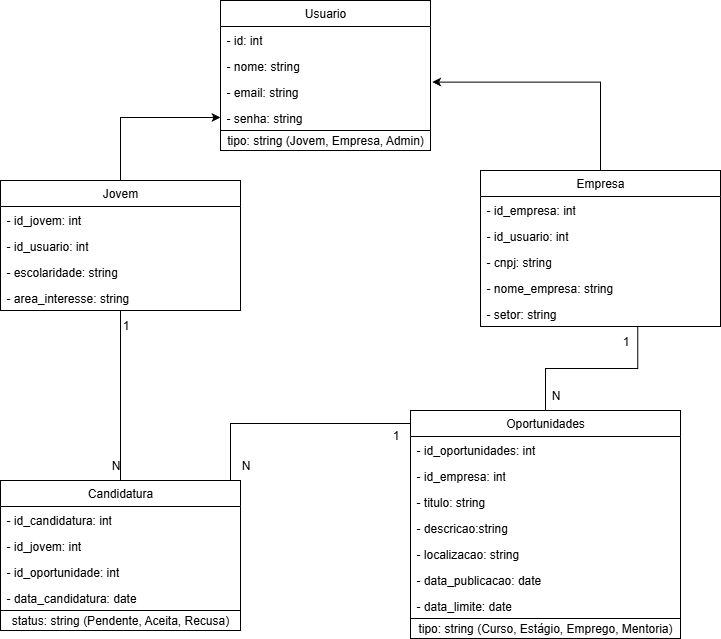 Usuario
- id: int
- nome: string
- email: string
- senha: string
tipo: string (Jovem, Empresa, Admin)
Jovem
- id_jovem: int
- id_usuario: int
- escolaridade: string
- area_interesse: string
1
Empresa
- id_empresa: int
- id_usuario: int
- cnpj: string
- nome_empresa: string
- setor: string
1
N
N
N
1
Oportunidades
- id_oportunidades: int
- id_empresa: int
- titulo: string
- descricao:string
- localizacao: string
- data_publicacao: date
- data_limite: date
tipo: string (Curso, Estágio, Emprego, Mentoria)
Candidatura
- id_candidatura: int
- id_jovem: int
- id_oportunidade: int
- data_candidatura: date
status: string (Pendente, Aceita, Recusa)